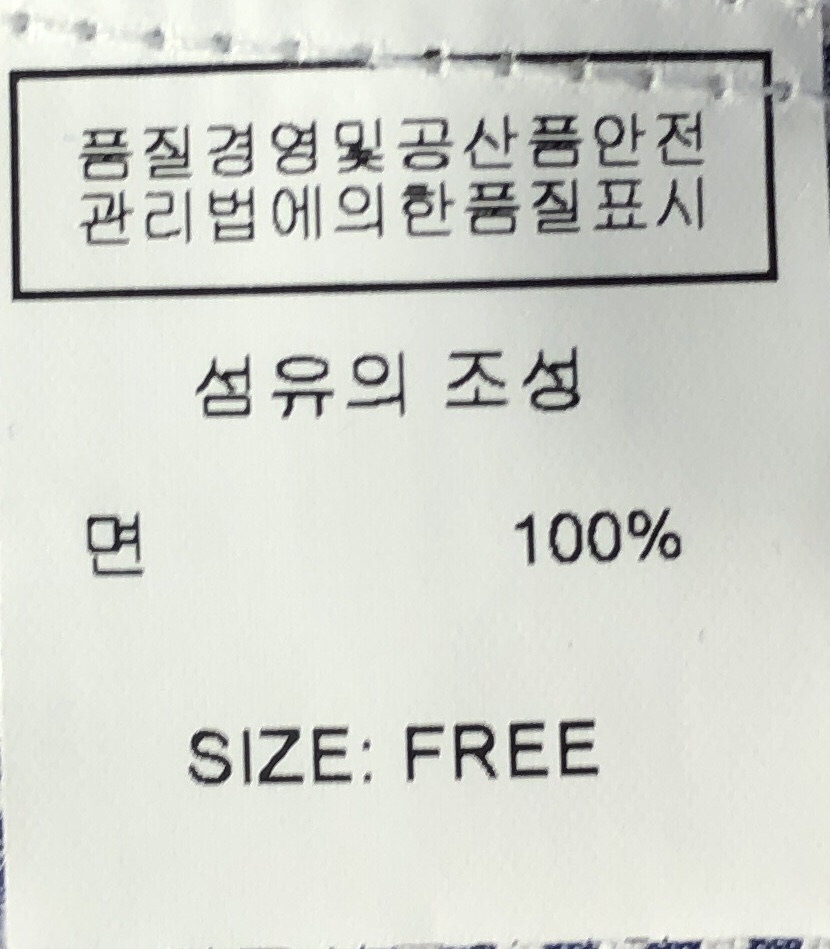 품질경영및공산품안전
관리법에의한품질표시
섬유의 조성
면 100%
SIZE: FREE